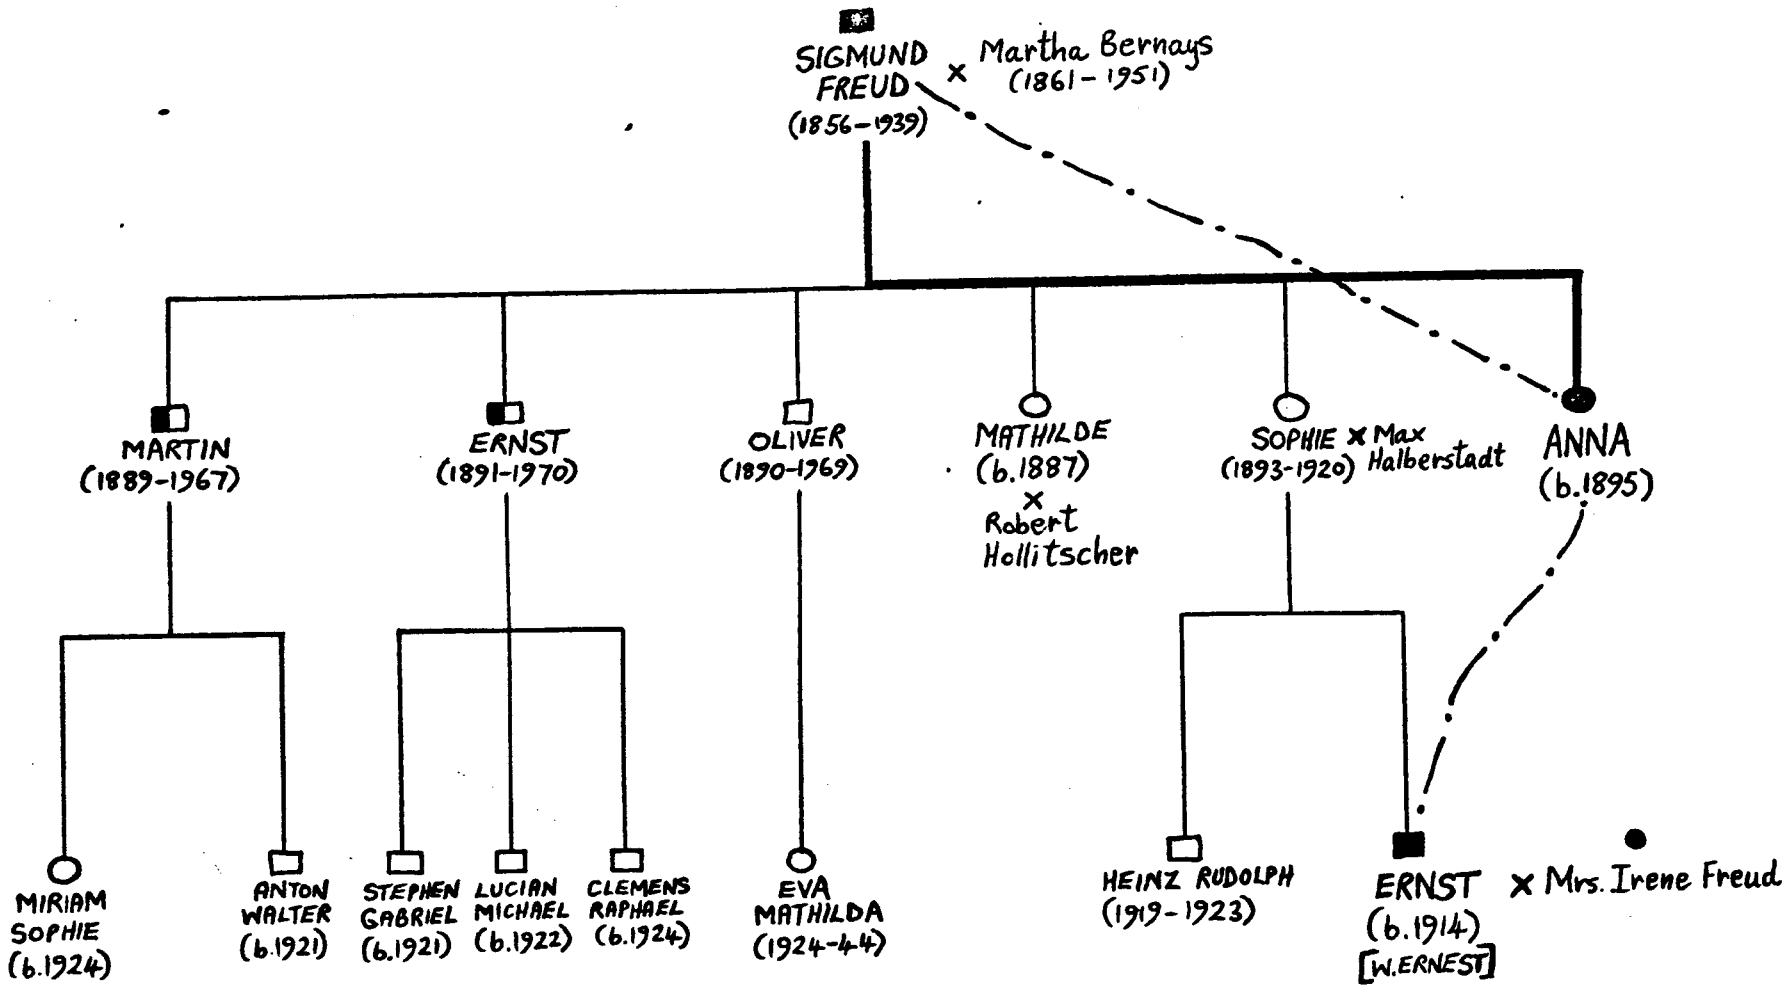 SIGMUND
FREUD
(1856-1939)
× Martha Bernays
(1861-1951)
MARTIN
(1889-1967)
ERNST
(1891-1970)
OLIVER
(1890-1969)
MATHILDE
(b.1887)
×
Robert
Hollitscher
SOPHIE × Max
(1893-1920) Halberstadt
ANNA
(b.1895)
MIRIAM
SOPHIE
(b.1924)
ANTON
WALTER
(b.1921)
STEPHEN
GABRIEL
(b.1921)
LUCIAN
MICHAEL
(b.1922)
CLEMENS
RAPHAEL
(b.1924)
EVA
MATHILDA
(1924-44)
HEINZ RUDOLPH
(1919-1923)
ERNST × Mrs. Irene Freud
(b.1914)
[W.ERNEST]